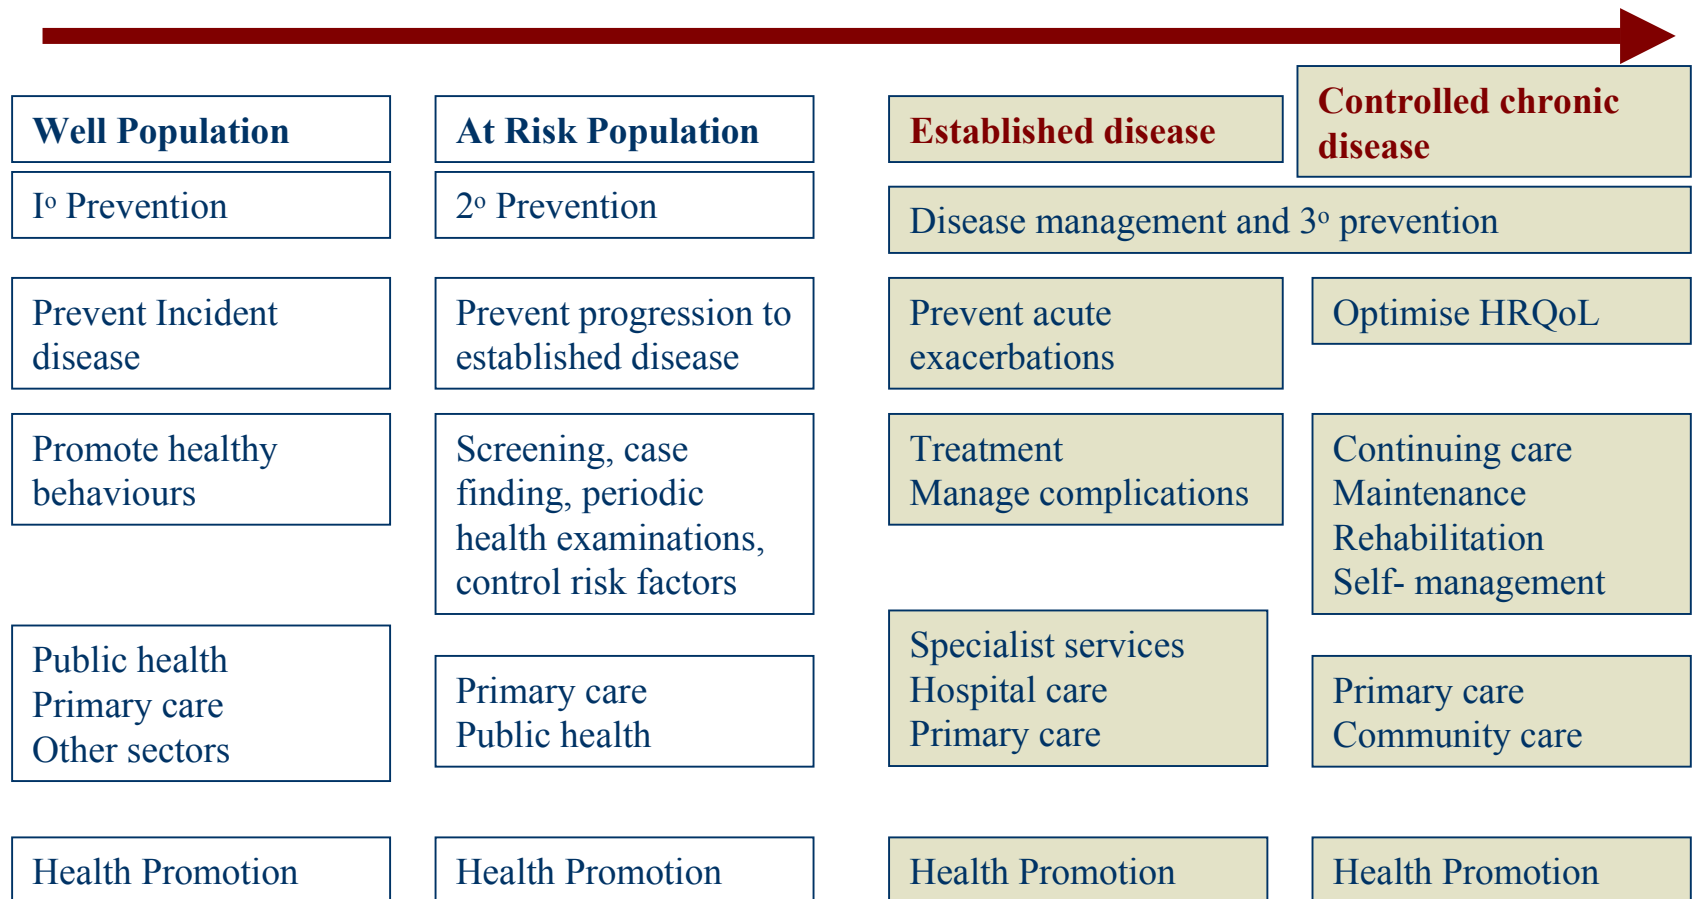 Well Population
At Risk Population
Established disease
Controlled chronic
disease
Iº Prevention
2º Prevention
Disease management and 3º prevention
Prevent Incident
disease
Prevent progression to
established disease
Prevent acute
exacerbations
Optimise HRQoL
Promote healthy
behaviours
Screening, case
finding, periodic
health examinations,
control risk factors
Treatment
Manage complications
Continuing care
Maintenance
Rehabilitation
Self- management
Public health
Primary care
Other sectors
Primary care
Public health
Specialist services
Hospital care
Primary care
Primary care
Community care
Health Promotion
Health Promotion
Health Promotion
Health Promotion